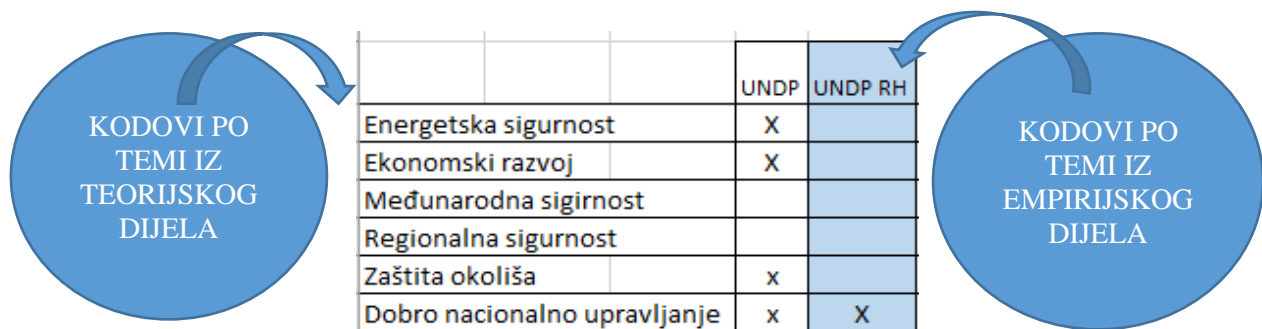 KODOVI PO
TEMI IZ
TEORIJSKOG
DIJELA
UNDP UNDP RH
Energetska sigurnost X
Ekonomski razvoj X
Međunarodna sigirnost
Regionalna sigurnost
Zaštita okoliša x
Dobro nacionalno upravljanje x X
KODOVI PO
TEMI IZ
EMPIRIJSKOG
DIJELA